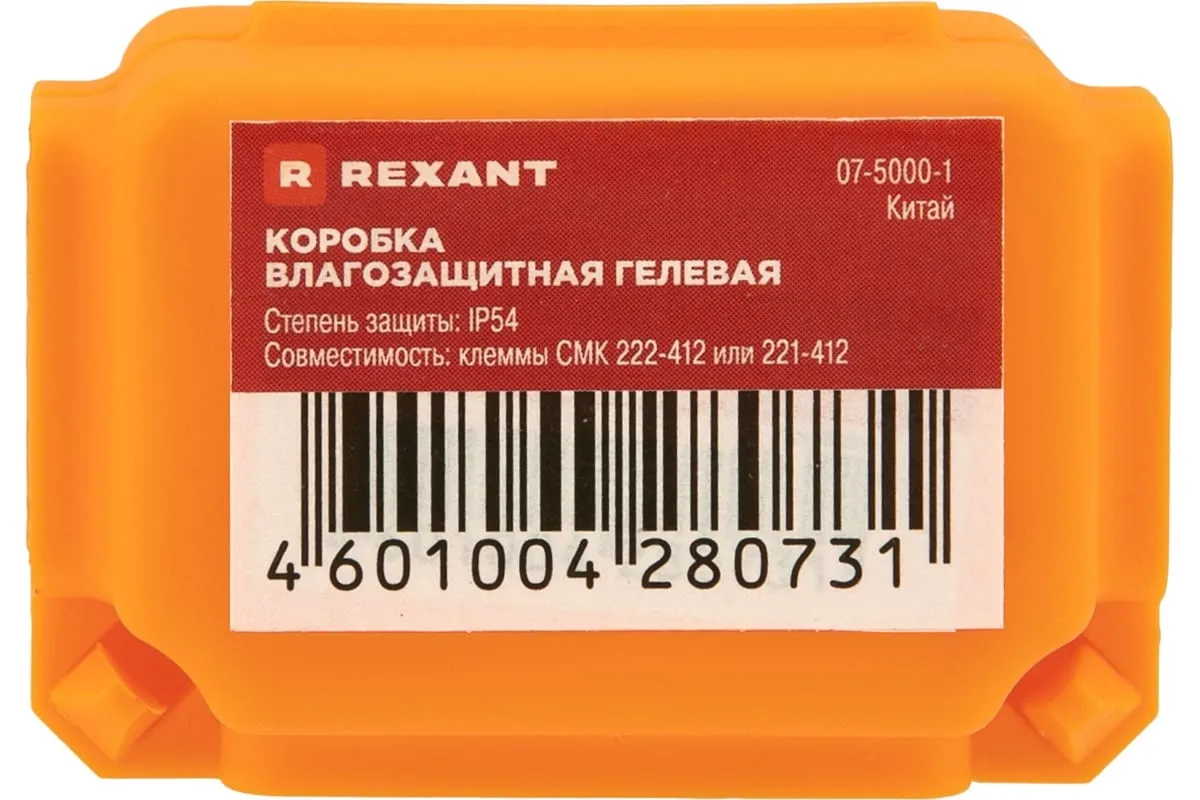 R REXANT
07-5000-1
Китай
КОРОБКА
ВЛАГОЗАЩИТНАЯ ГЕЛЕВАЯ
Степень защиты: IP54
Совместимость: клеммы СМК 222-412 или 221-412
4 601004 280731